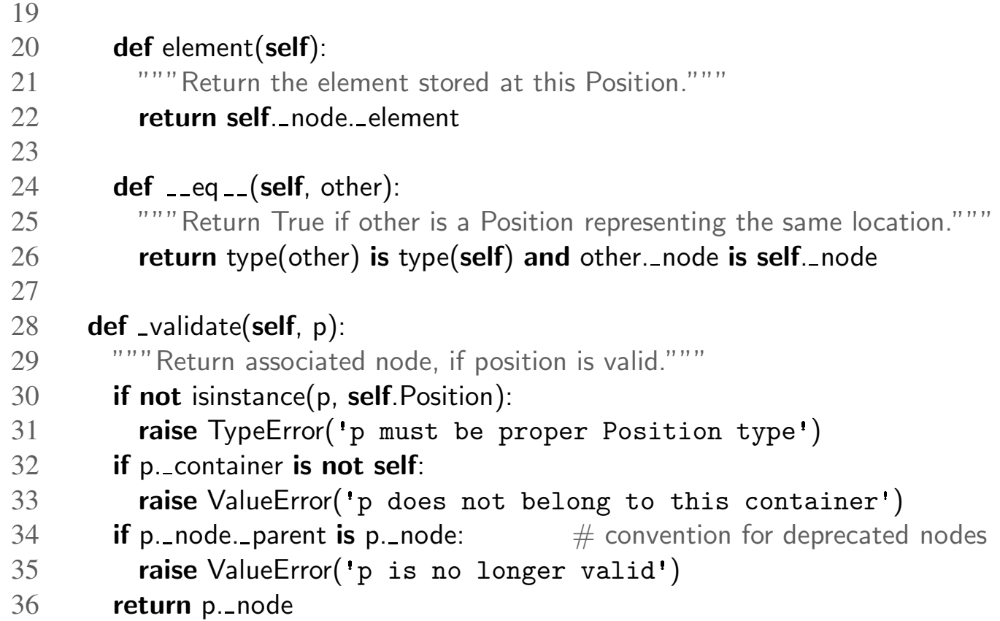 19
20 def element(self):
21 """Return the element stored at this Position."""
22 return self._node._element
23
24 def __eq__(self, other):
25 """Return True if other is a Position representing the same location."""
26 return type(other) is type(self) and other._node is self._node
27
28 def _validate(self, p):
29 """Return associated node, if position is valid."""
30 if not isinstance(p, self.Position):
31 raise TypeError('p must be proper Position type')
32 if p._container is not self:
33 raise ValueError('p does not belong to this container')
34 if p._node._parent is p._node: # convention for deprecated nodes
35 raise ValueError('p is no longer valid')
36 return p._node